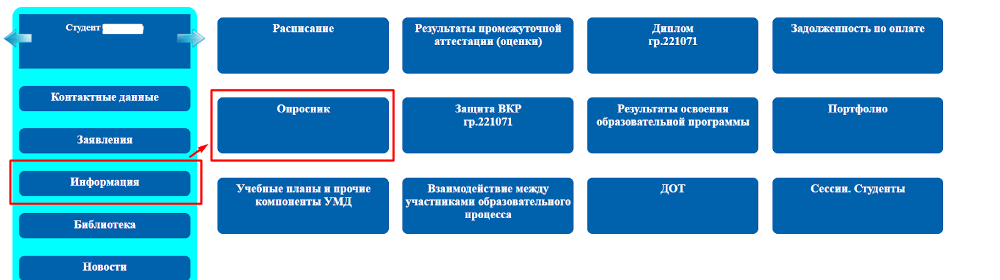 Студент
Контактные данные
Заявления
Информация
Библиотека
Новости
Расписание
Результаты промежуточной
аттестации (оценки)
Диплом
гр.221071
Задолженность по оплате
Опросник
Защита ВКР
гр.221071
Результаты освоения
образовательной программы
Портфолио
Учебные планы и прочие
компоненты УМД
Взаимодействие между
участниками образовательного
процесса
ДОТ
Сессии. Студенты